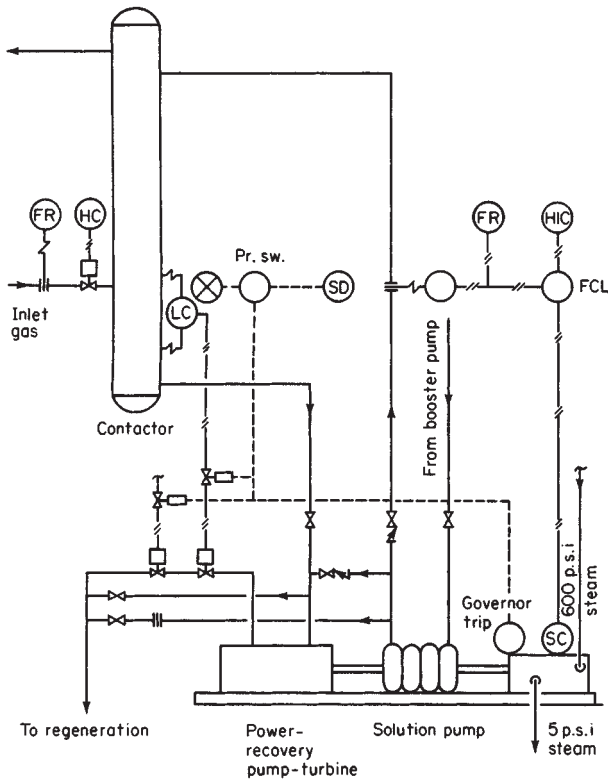 Pr. sw.
FR
HC
LC
SD
FR
HIC
FCL
Inlet
gas
Contactor
From booster pump
600 p.s.i
steam
Governor
trip
SC
To regeneration
Power-
recovery
pump-turbine
Solution pump
5 p.s.i
steam